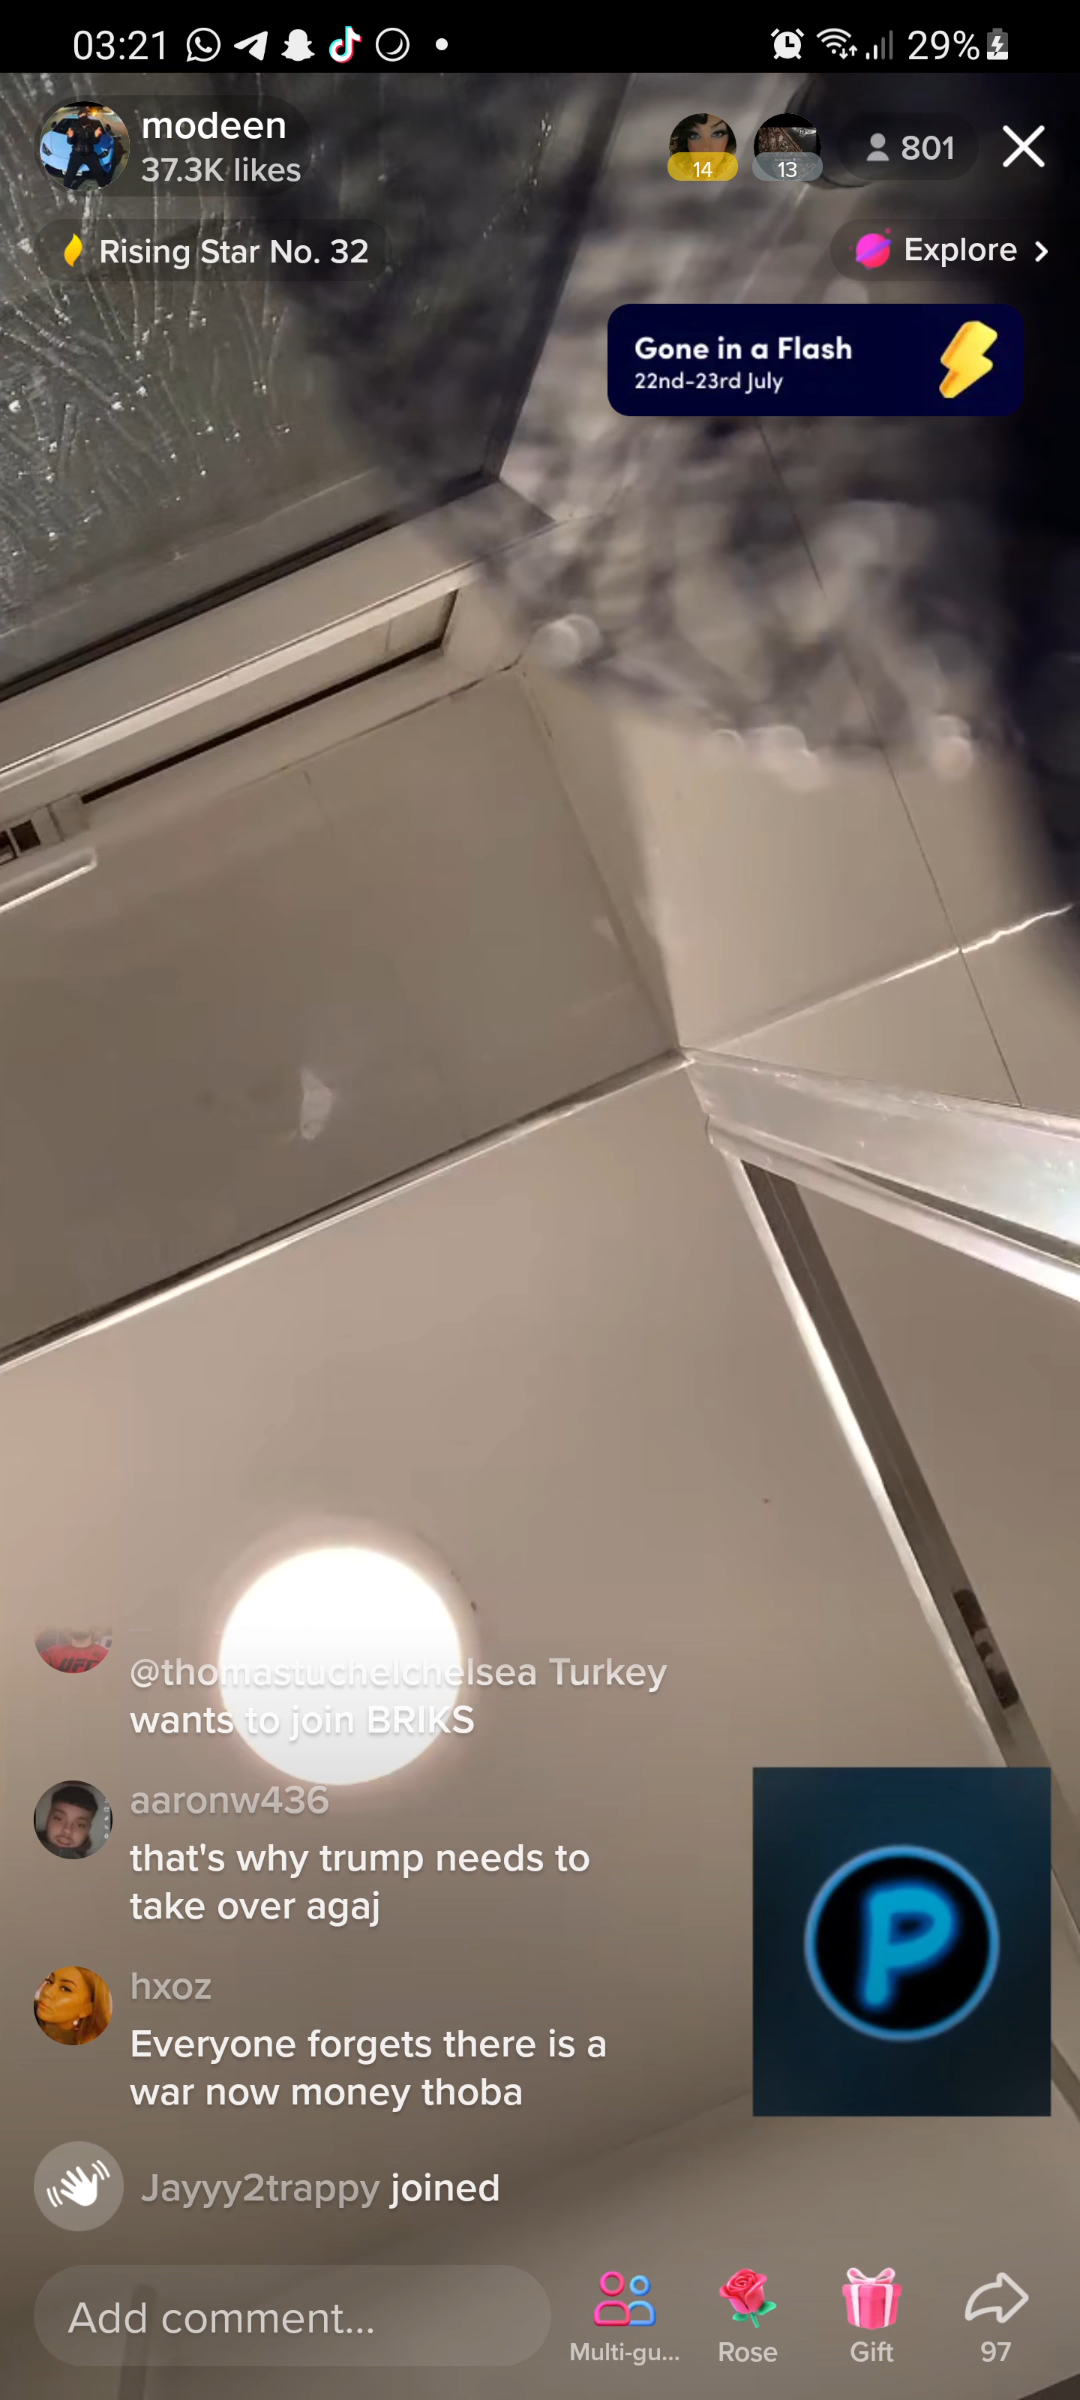 03:21
29%
modeen
37.3K likes
14
13
801
Rising Star No. 32
Explore
Gone in a Flash
22nd-23rd July
UFC
@thomastuchelchelsea Turkey
wants to join BRIKS
aaronw436
that's why trump needs to
take over agaj
hxoz
Everyone forgets there is a
war now money thoba
P
Jayyy2trappy joined
Add comment...
Multi-gu...
Rose
Gift
97